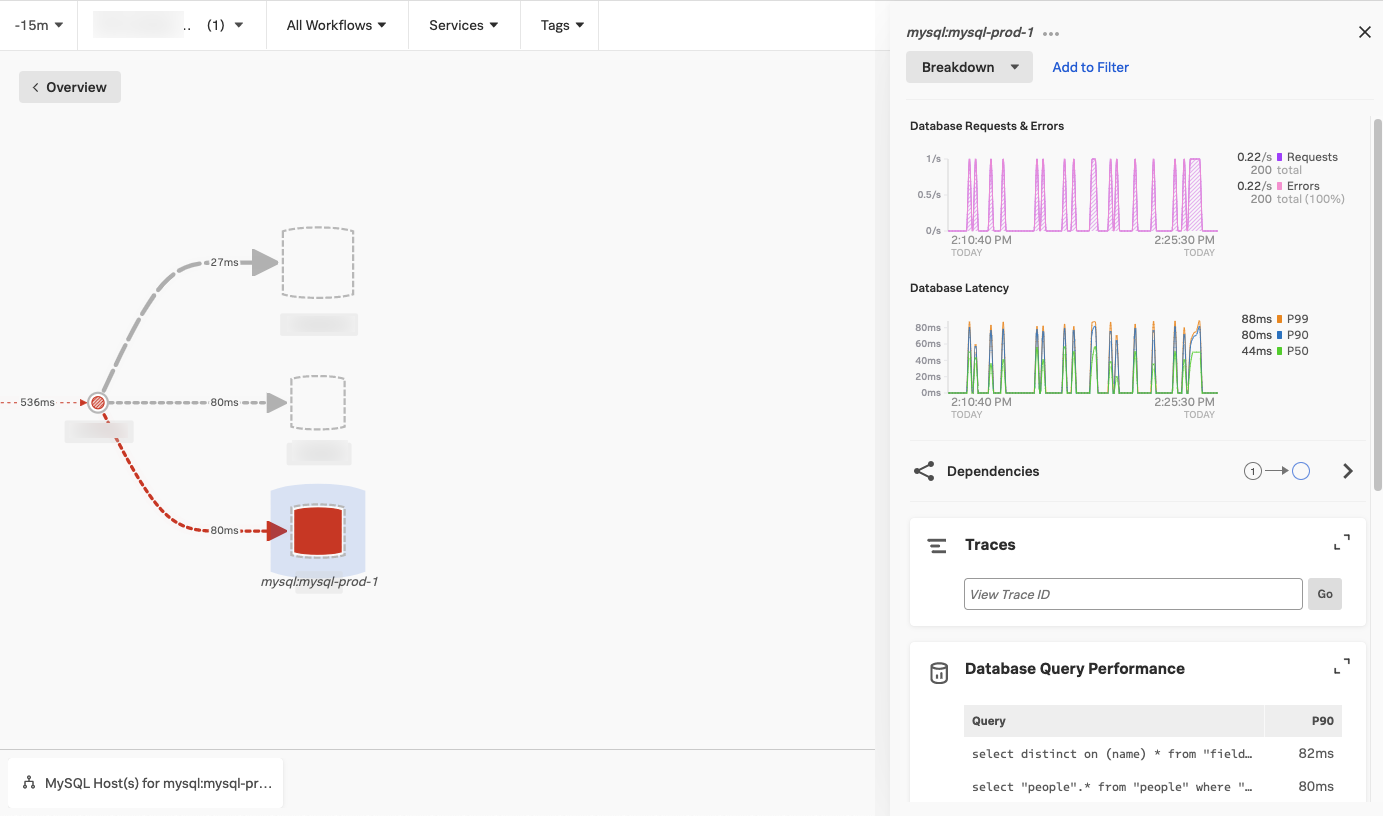 -15m
.. (1)
All Workflows
Services
Tags
Overview
27ms
536ms
80ms
80ms
mysql:mysql-prod-1
MySQL Host(s) for mysql:mysql-pr...
mysql:mysql-prod-1
Breakdown
Add to Filter
Database Requests & Errors
1/s
0.5/s
0/s
2:10:40 PM
TODAY
2:25:30 PM
TODAY
0.22/s Requests
200 total
0.22/s Errors
200 total (100%)
Database Latency
80ms
60ms
40ms
20ms
0ms
2:10:40 PM
TODAY
2:25:30 PM
TODAY
88ms P99
80ms P90
44ms P50
Dependencies
1
Traces
View Trace ID
Go
Database Query Performance
Query P90
select distinct on (name) * from "field… 82ms
select "people".* from "people" where "… 80ms